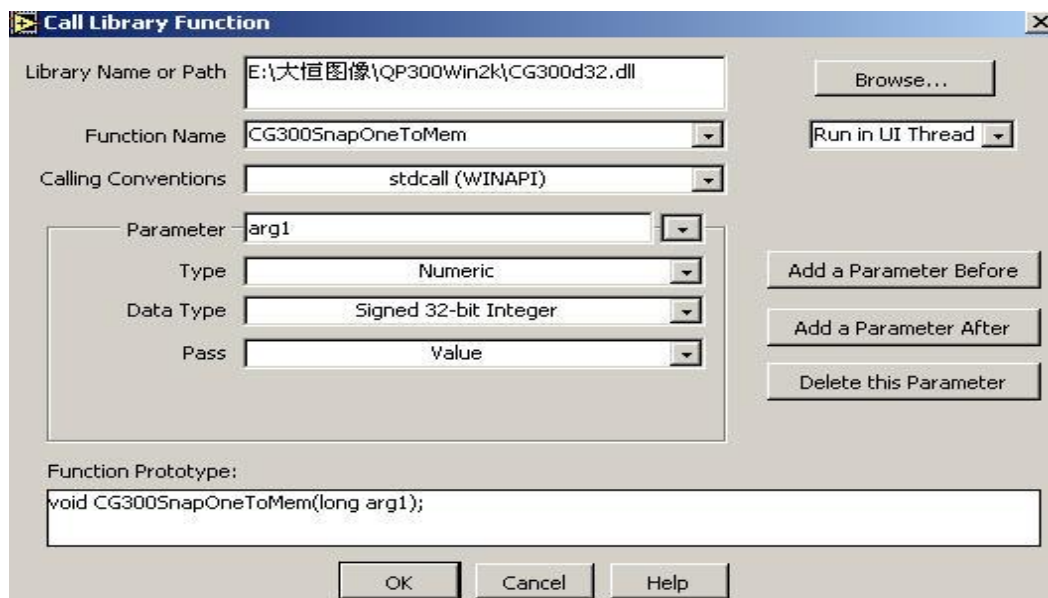 Call Library Function
Library Name or Path
E:\大恒图像\QP300Win2k\CG300d32.dll
Browse...
Function Name
CG300SnapOneToMem
Run in UI Thread
Calling Conventions
stdcall (WINAPI)
Parameter
arg1
Type
Numeric
Add a Parameter Before
Data Type
Signed 32-bit Integer
Add a Parameter After
Pass
Value
Delete this Parameter
Function Prototype:
void CG300SnapOneToMem(long arg1);
OK
Cancel
Help